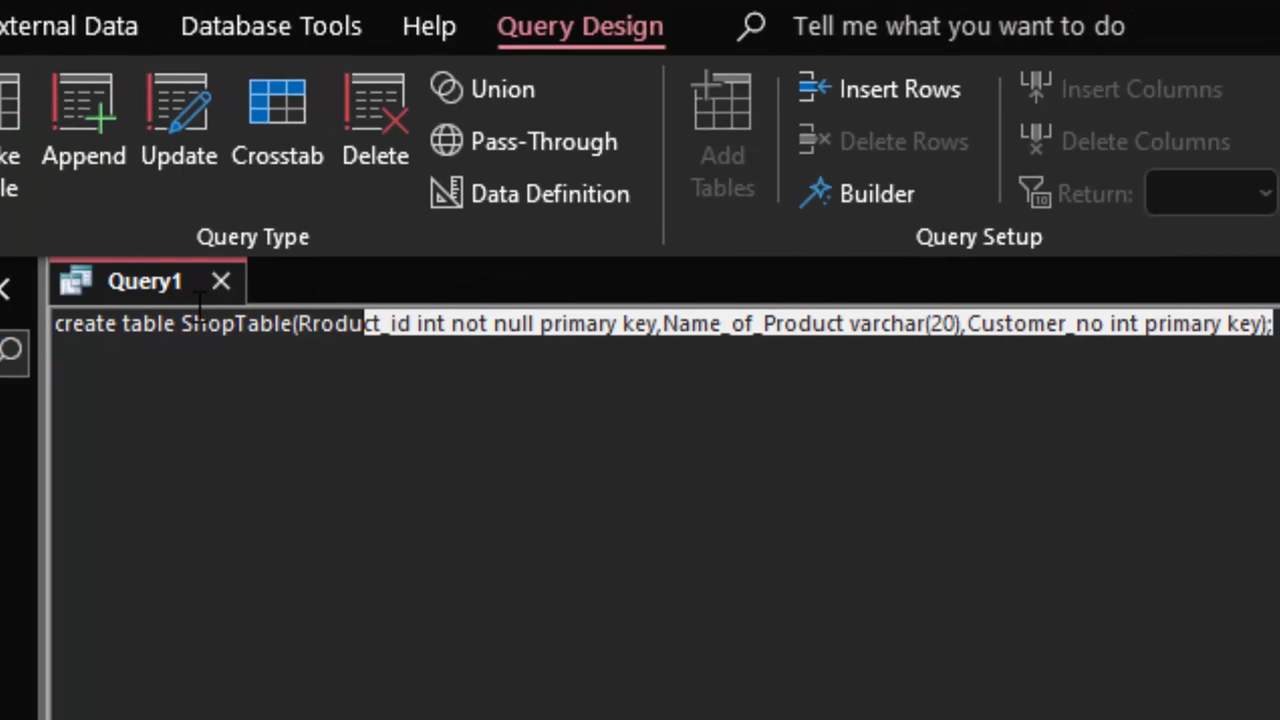 xternal Data Database Tools Help Query Design Tell me what you want to do
ke
le
Append Update Crosstab Delete
Union
Pass-Through
Data Definition
Query Type
Add
Tables
Insert Rows
Delete Rows
Builder
Insert Columns
Delete Columns
10 Return:
Query Setup
Query1
create table ShopTable(Rroduct_id int not null primary key,Name_of_Product varchar(20),Customer_no int primary key);